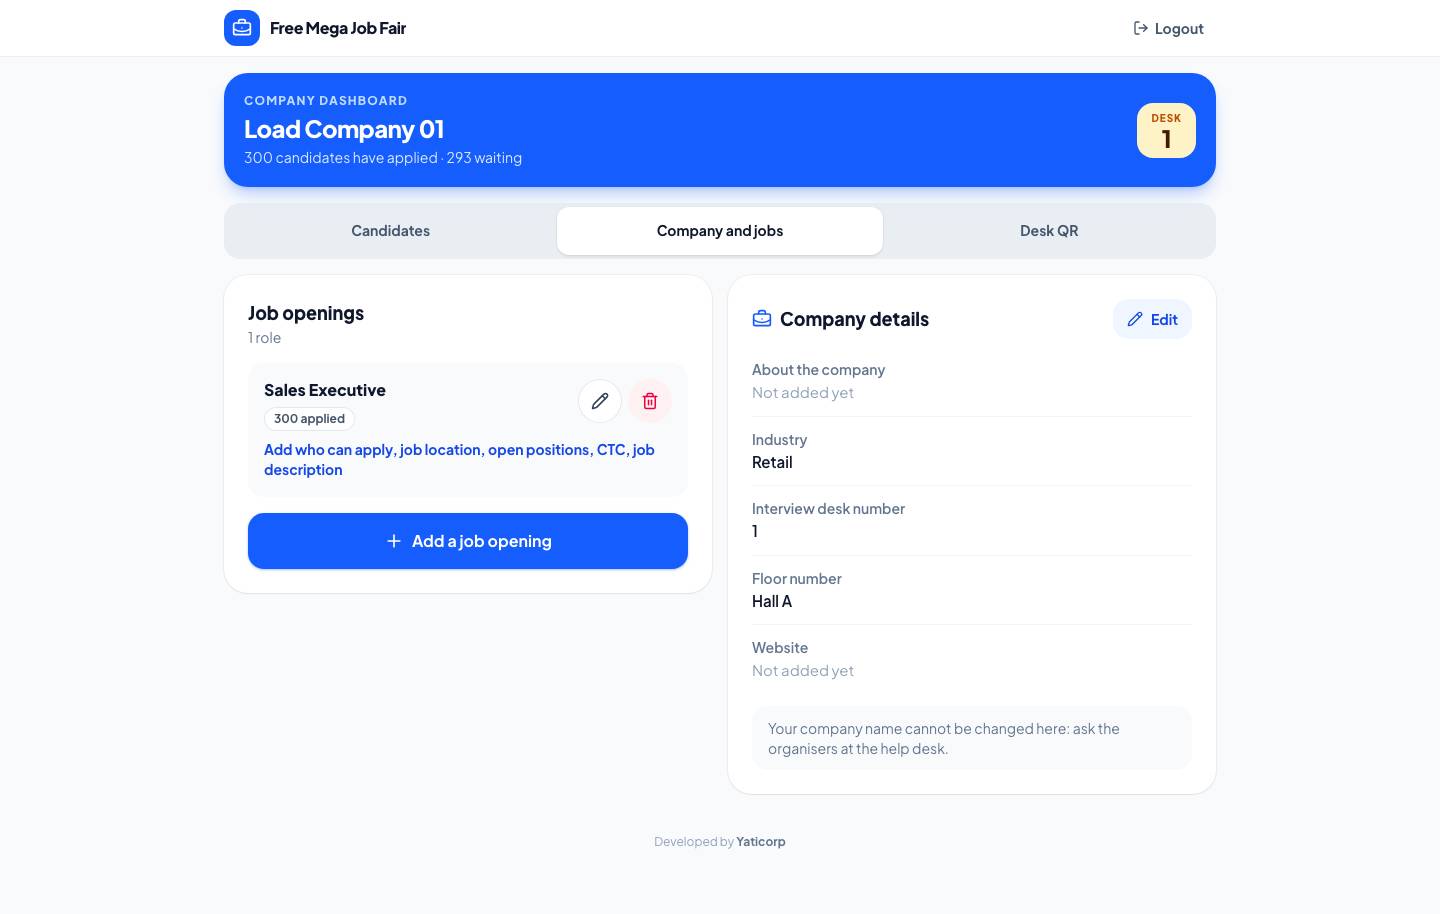 Free Mega Job Fair
Logout
COMPANY DASHBOARD
Load Company 01
300 candidates have applied · 293 waiting
DESK
1
Candidates
Company and jobs
Desk QR
Job openings
1 role
Sales Executive
300 applied
Add who can apply, job location, open positions, CTC, job
description
Add a job opening
Company details
Edit
About the company
Not added yet
Industry
Retail
Interview desk number
1
Floor number
Hall A
Website
Not added yet
Your company name cannot be changed here: ask the
organisers at the help desk.
Developed by Yaticorp